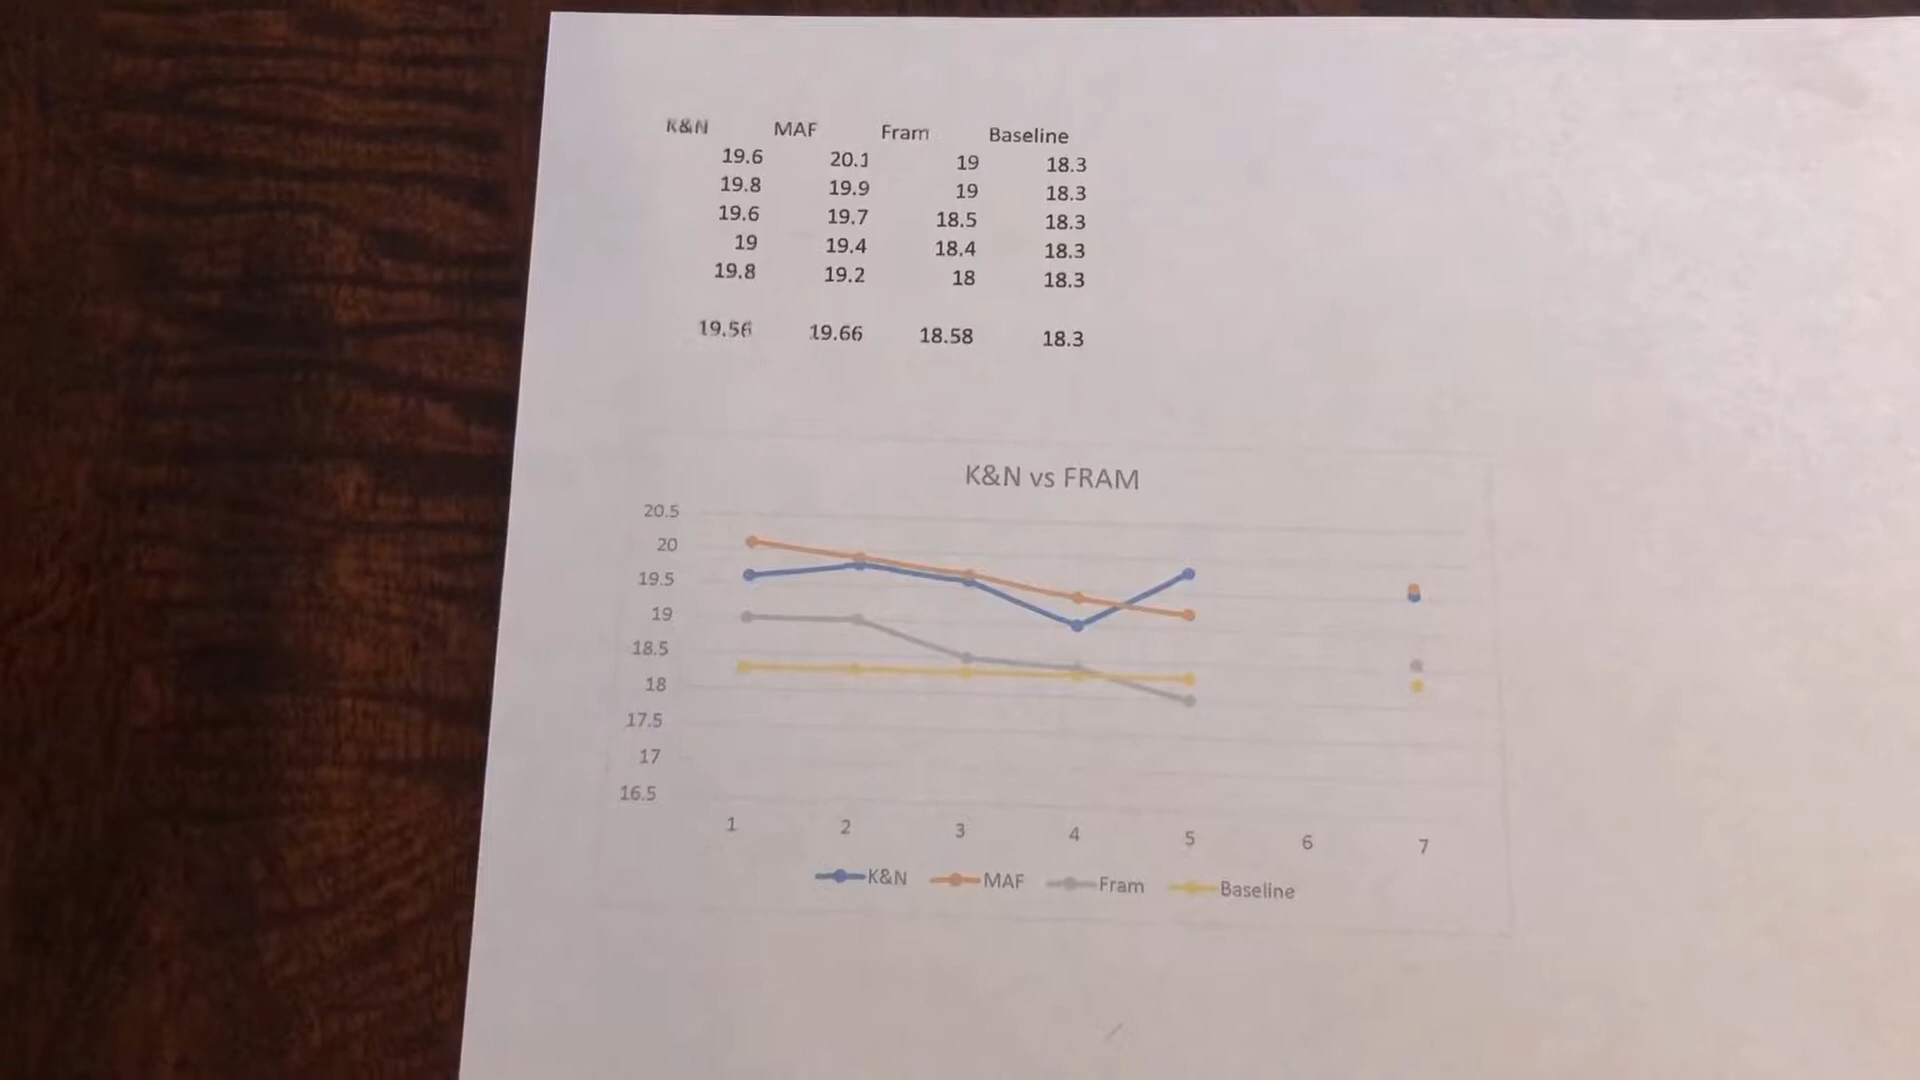 K&N MAF Fram Baseline
19.6 20.1 19 18.3
19.8 19.9 19 18.3
19.6 19.7 18.5 18.3
19 19.4 18.4 18.3
19.8 19.2 18 18.3
19.56 19.66 18.58 18.3
K&N vs FRAM
20.5
20
19.5
19
18.5
18
17.5
17
16.5
1 2 3 4 5 6 7
K&N MAF Fram Baseline